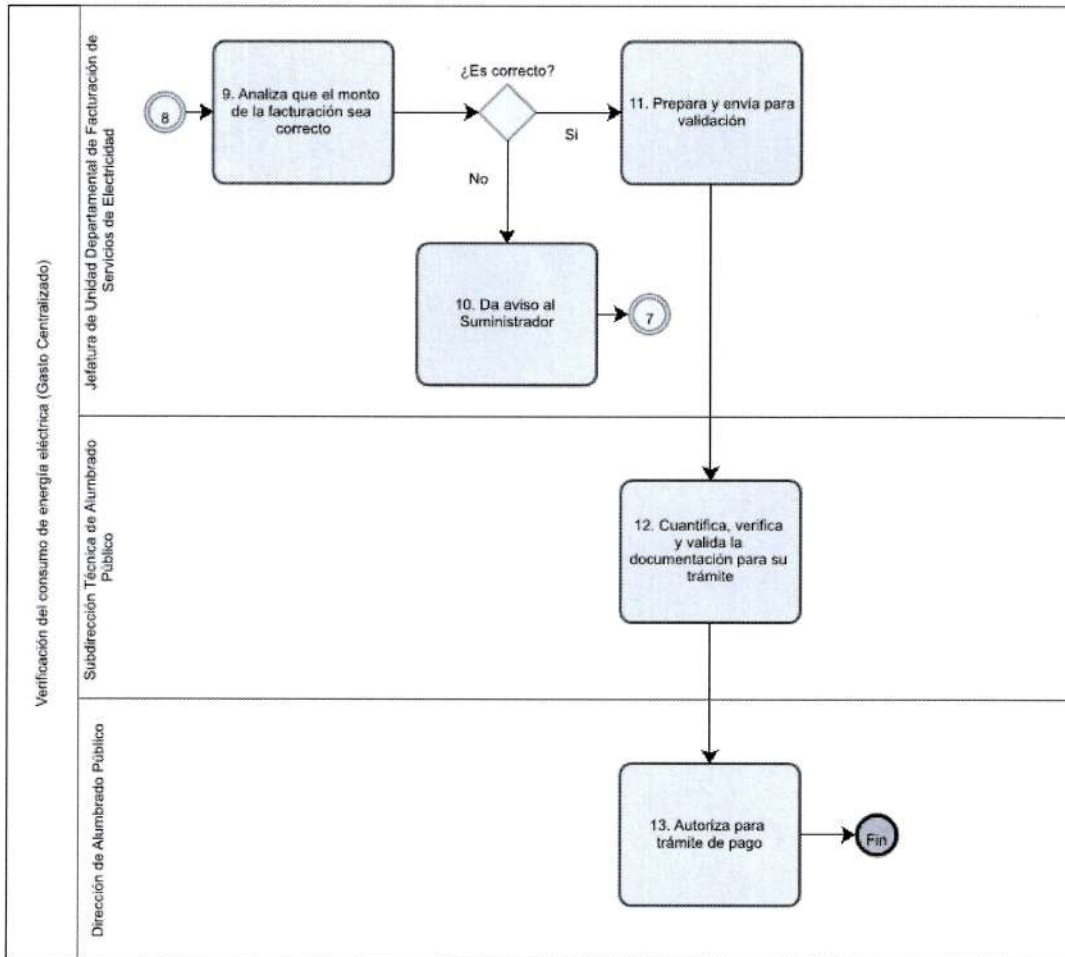 Verificación del consumo de energía eléctrica (Gasto Centralizado)
Jefatura de Unidad Departamental de Facturación de
Servicios de Electricidad
8
9. Analiza que el monto
de la facturación sea
correcto
¿Es correcto?
Si
No
11. Prepara y envía para
validación
10. Da aviso al
Suministrador
7
Subdirección Técnica de Alumbrado
Público
12. Cuantifica, verifica
y valida la
documentación para su
trámite
Dirección de Alumbrado Público
13. Autoriza para
trámite de pago
Fin